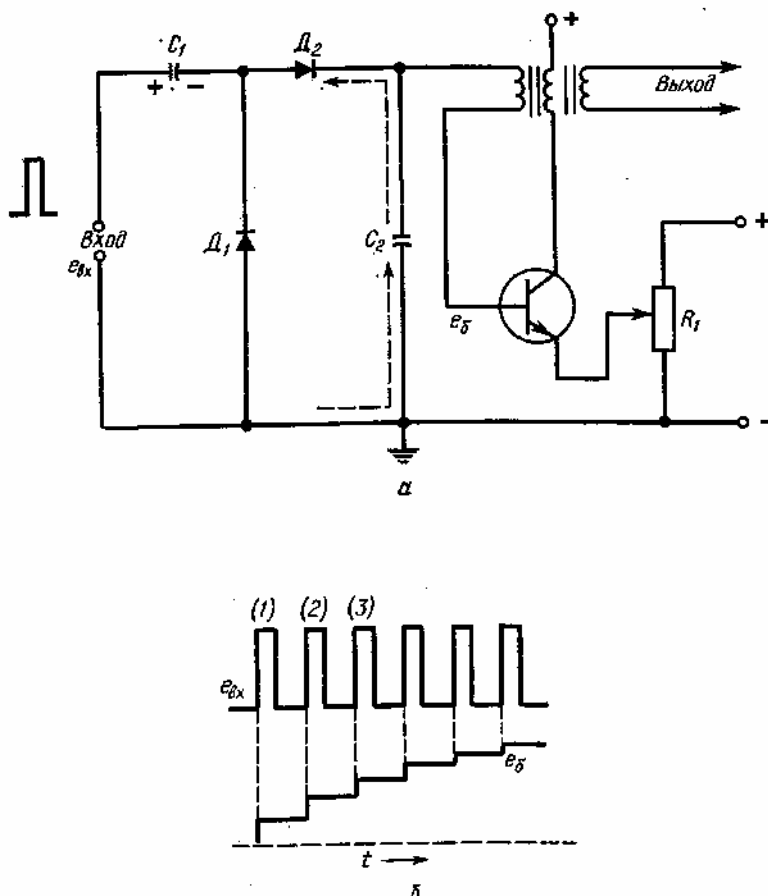 C₁
Д₂
+
+ -
Выход
Вход
eвх
Д₁
C₂
eб
R₁
+
-
а
(1) (2) (3)
eвх
eб
t
б